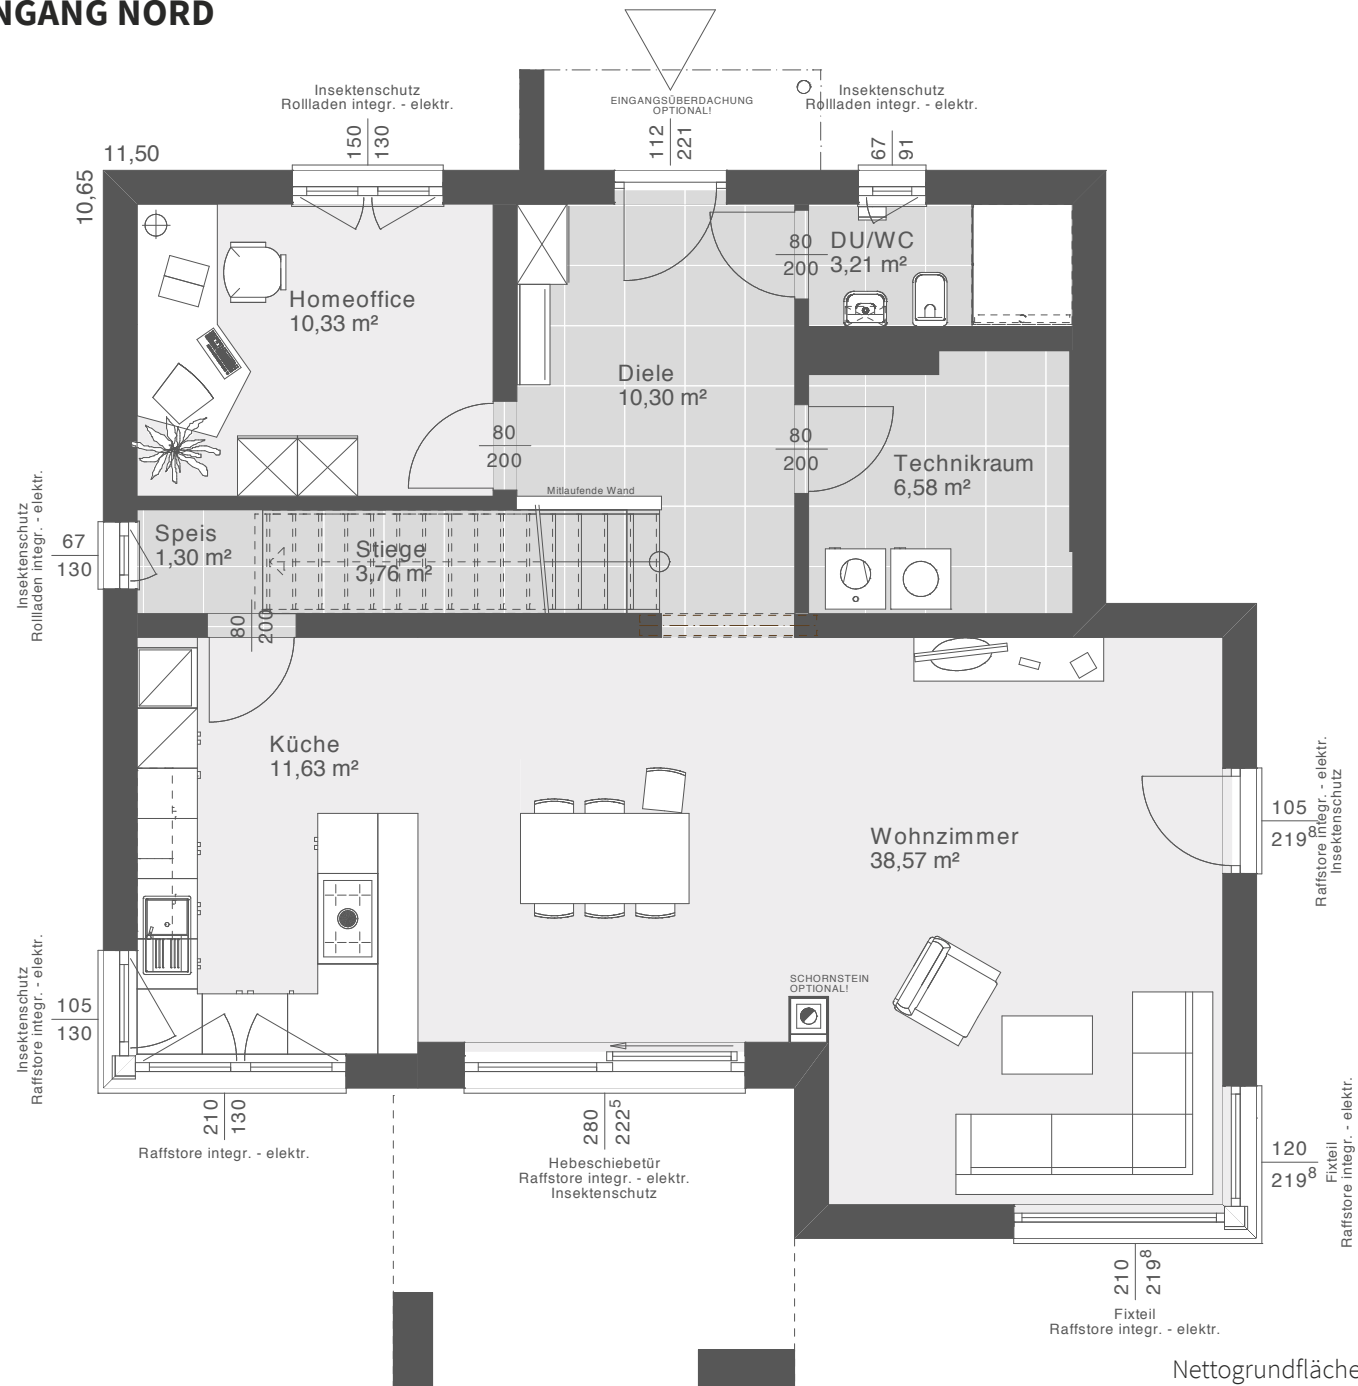 NGANG NORD
Insektenschutz
Rollladen integr. - elektr.
EINGANGSÜBERDACHUNG
OPTIONAL!
Insektenschutz
Rollladen integr. - elektr.
150
130
112
221
67
91
11,50
10,65
Homeoffice
10,33 m²
80
200
DU/WC
3,21 m²
Diele
10,30 m²
80
200
80
200
Technikraum
6,58 m²
Mitlaufende Wand
Insektenschutz
Rollladen integr. - elektr.
67
130
Speis
1,30 m²
Stiege
3,76 m²
80
200
Küche
11,63 m²
Wohnzimmer
38,57 m²
105
219⁸
Raffstore integr. - elektr.
Insektenschutz
SCHORNSTEIN
OPTIONAL!
Insektenschutz
Raffstore integr. - elektr.
105
130
210
130
Raffstore integr. - elektr.
280
222⁵
Hebeschiebetür
Raffstore integr. - elektr.
Insektenschutz
120
219⁸
Fixteil
Raffstore integr. - elektr.
210
219⁸
Fixteil
Raffstore integr. - elektr.
Nettogrundfläche